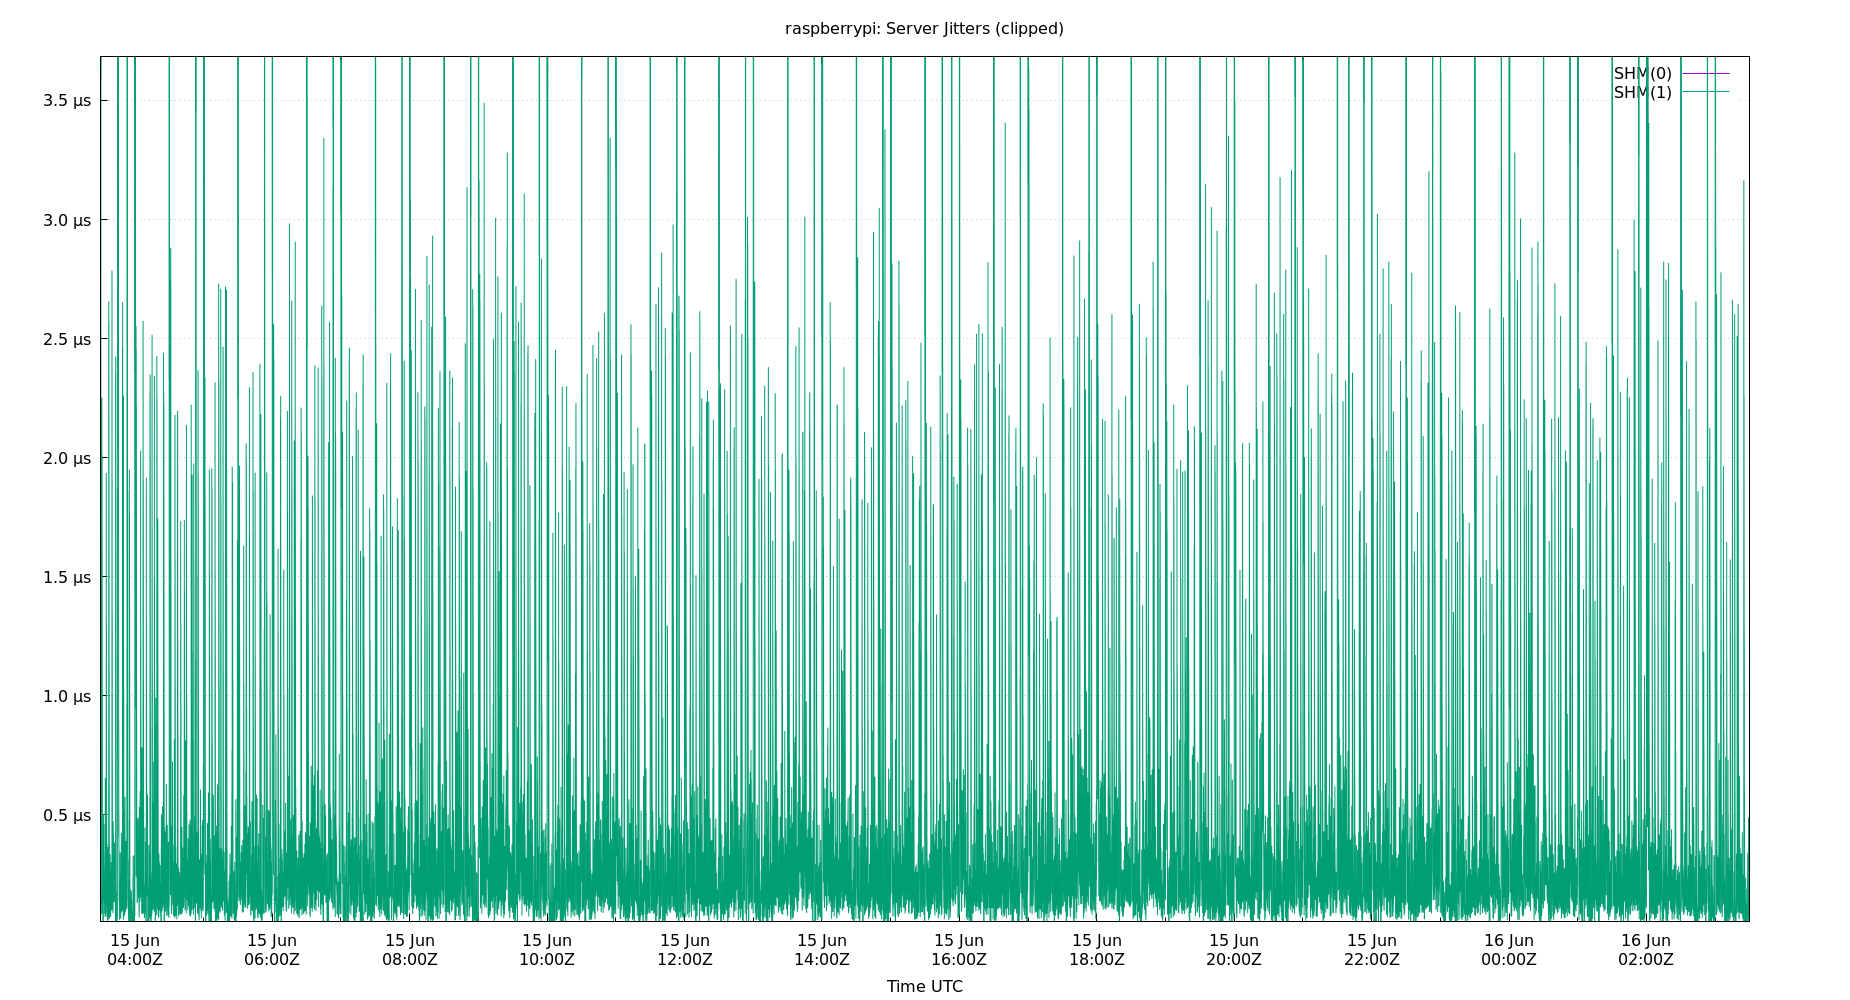 raspberrypi: Server Jitters (clipped)
SHM(0)
SHM(1)
3.5 μs
3.0 μs
2.5 μs
2.0 μs
1.5 μs
1.0 μs
0.5 μs
15 Jun 15 Jun 15 Jun 15 Jun 15 Jun 15 Jun 15 Jun 15 Jun 15 Jun 15 Jun 16 Jun 16 Jun
04:00Z 06:00Z 08:00Z 10:00Z 12:00Z 14:00Z 16:00Z 18:00Z 20:00Z 22:00Z 00:00Z 02:00Z
Time UTC